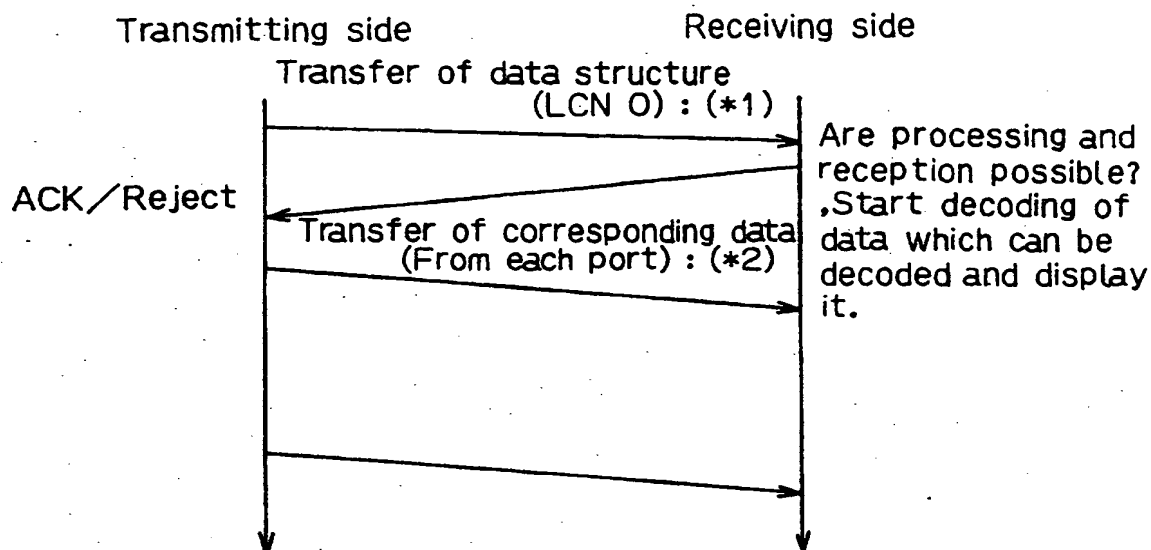 Transmitting side
Receiving side
Transfer of data structure
(LCN 0) : (*1)
Are processing and
reception possible?
,Start decoding of
data which can be
decoded and display
it.
ACK/Reject
Transfer of corresponding data
(From each port) : (*2)